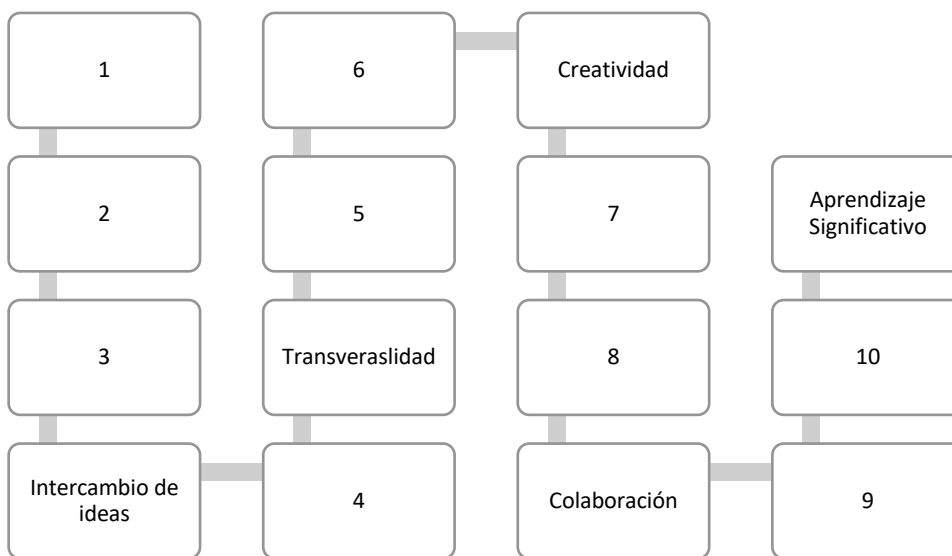 1
2
3
Intercambio de
ideas
4
Transveraslidad
5
6
Creatividad
7
8
Colaboración
9
10
Aprendizaje
Significativo